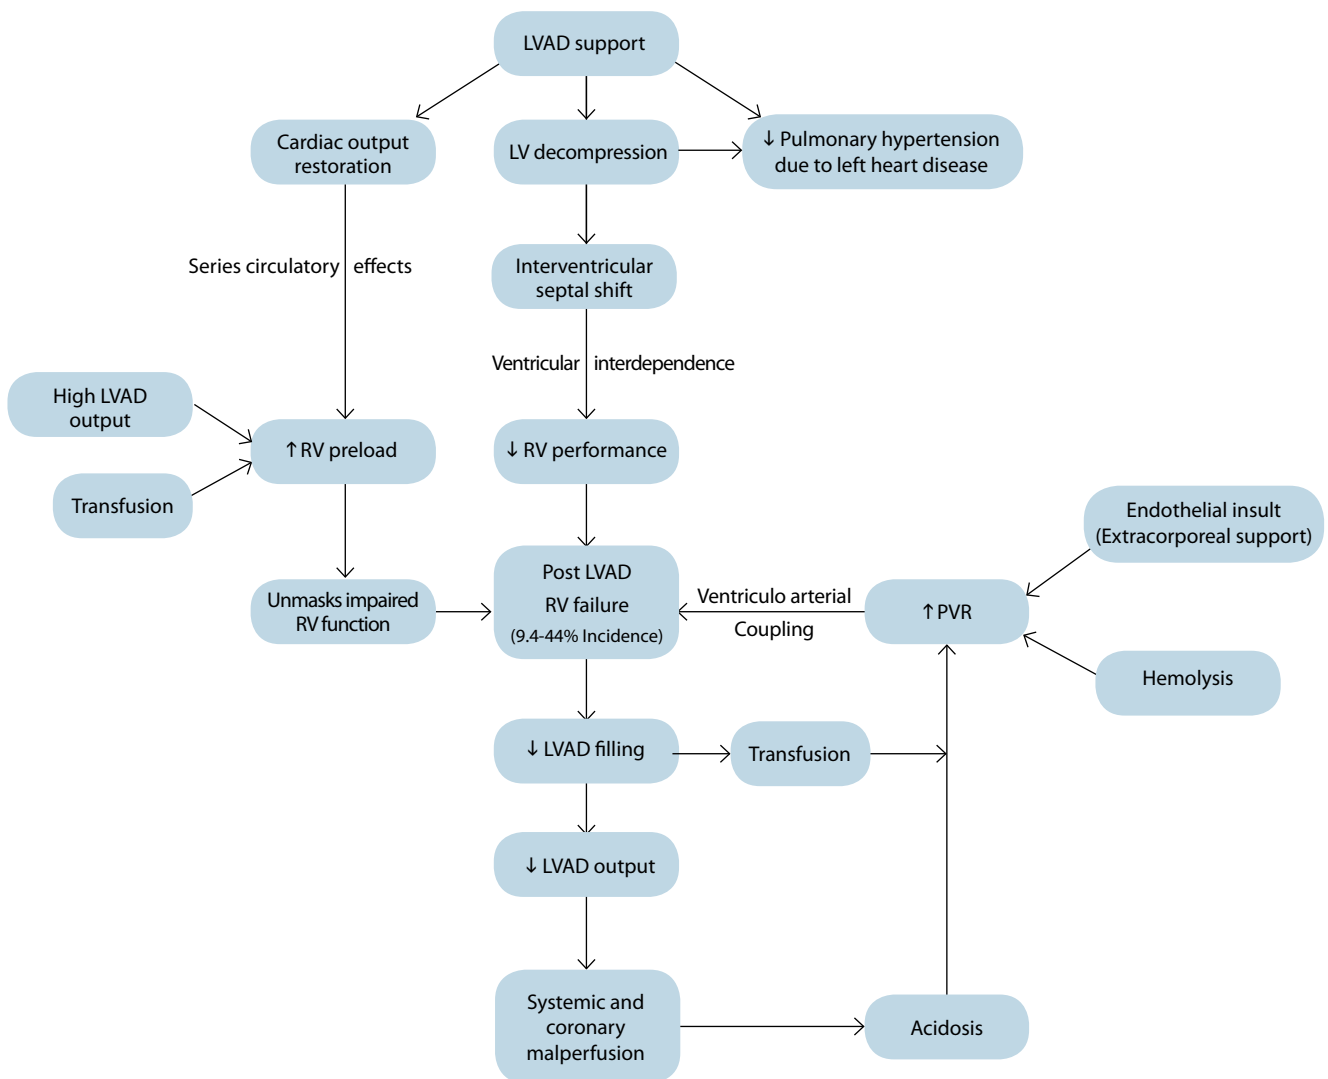 LVAD support
Cardiac output
restoration
LV decompression
↓ Pulmonary hypertension
due to left heart disease
Series circulatory effects
Interventricular
septal shift
Ventricular interdependence
High LVAD
output
↑ RV preload
↓ RV performance
Transfusion
Endothelial insult
(Extracorporeal support)
Unmasks impaired
RV function
Post LVAD
RV failure
(9.4-44% Incidence)
Ventriculo arterial
Coupling
↑ PVR
Hemolysis
↓ LVAD filling
Transfusion
↓ LVAD output
Systemic and
coronary
malperfusion
Acidosis